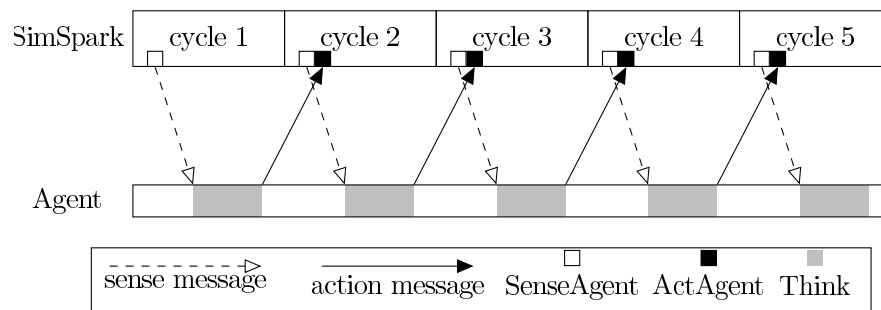 SimSpark cycle 1 cycle 2 cycle 3 cycle 4 cycle 5
Agent
sense message action message SenseAgent ActAgent Think